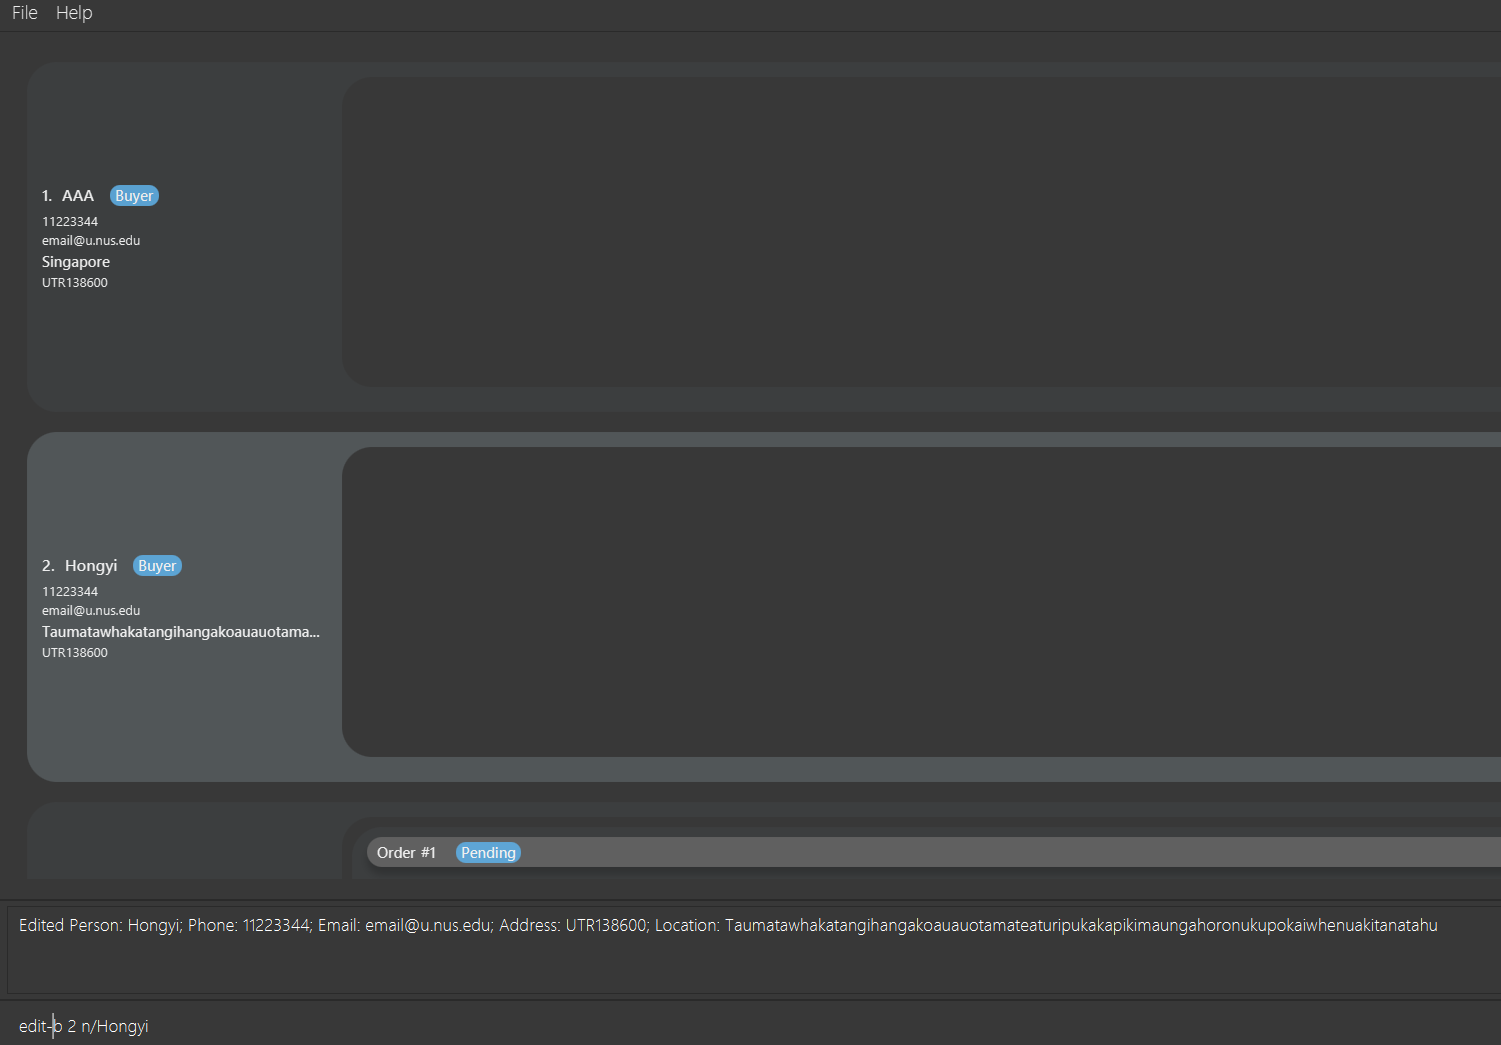 File Help
1. AAA Buyer
11223344
email@u.nus.edu
Singapore
UTR138600
2. Hongyi Buyer
11223344
email@u.nus.edu
Taumatawhakatangihangakoauauotama...
UTR138600
Order #1 Pending
Edited Person: Hongyi; Phone: 11223344; Email: email@u.nus.edu; Address: UTR138600; Location: Taumatawhakatangihangakoauauotamateaturipukakapikimaungahoronukupokaiwhenuakitanatahu
edit-b 2 n/Hongyi